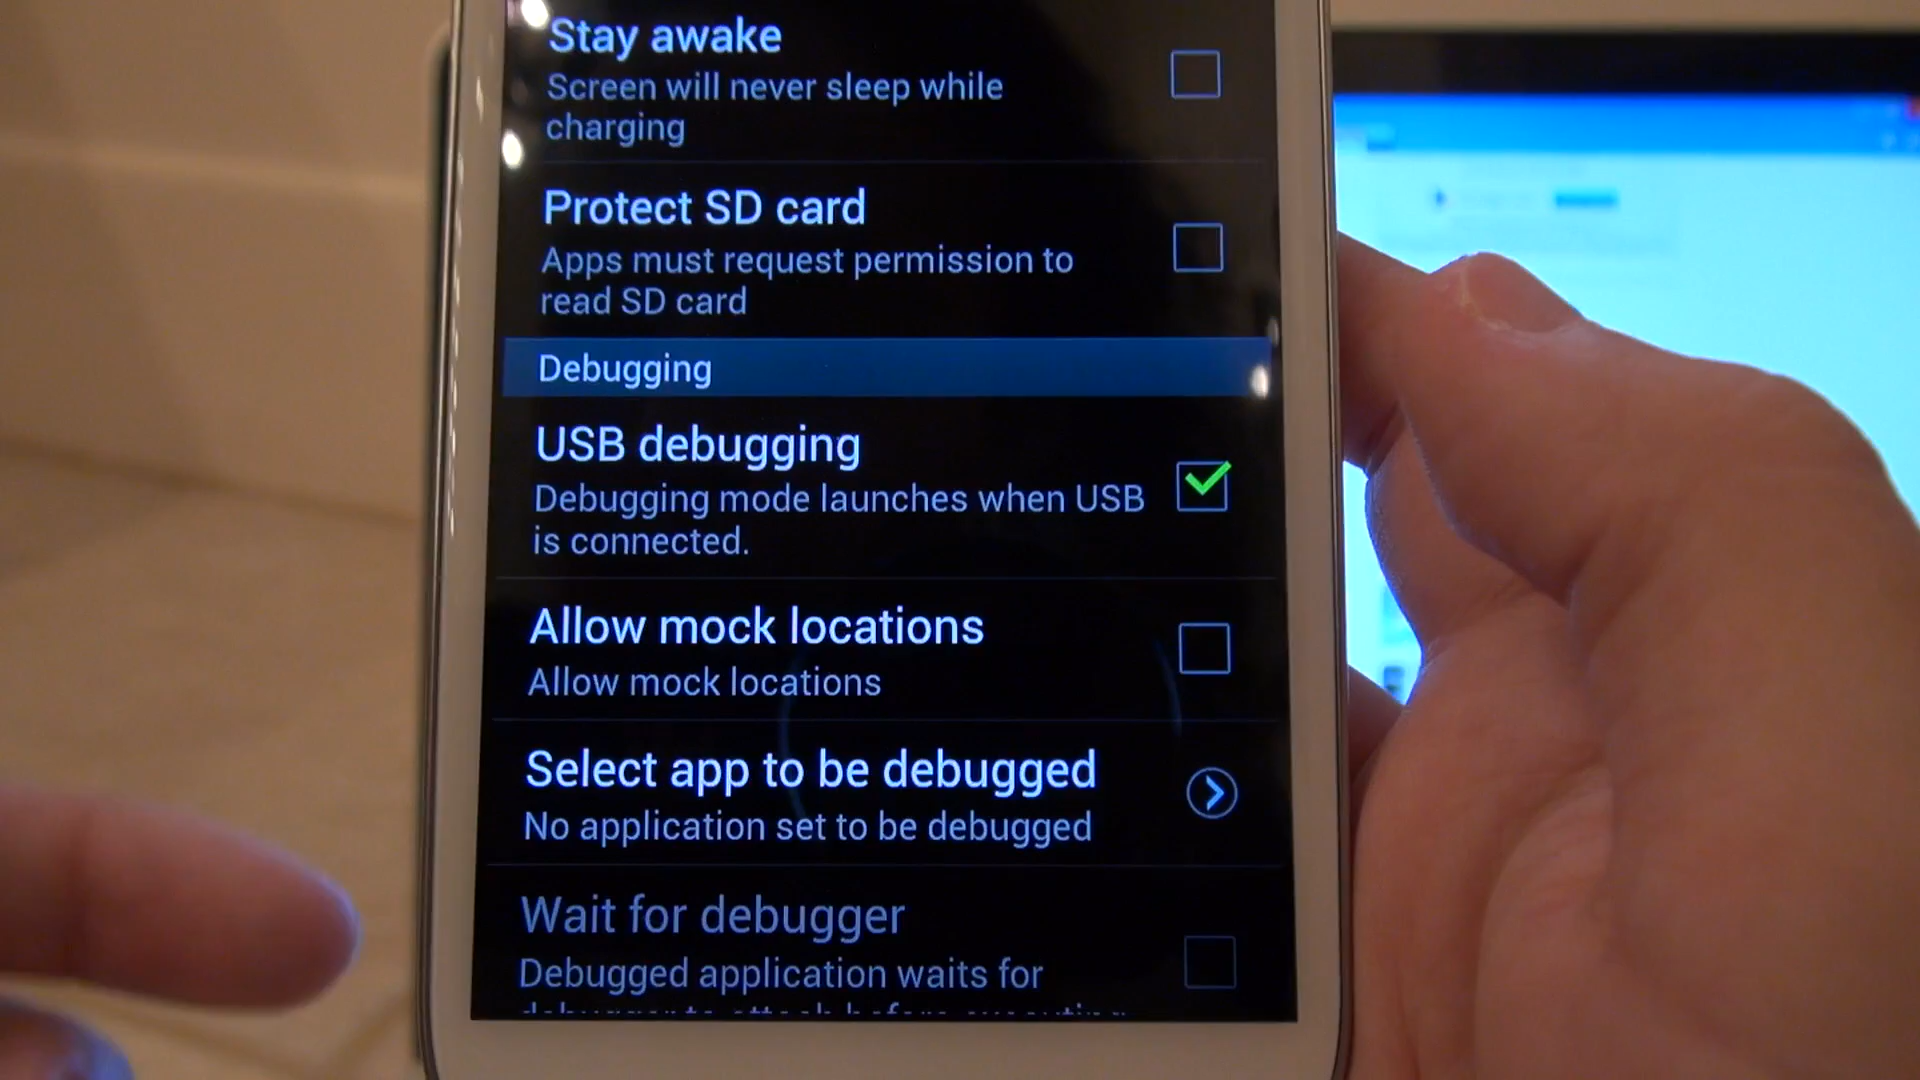 Stay awake
Screen will never sleep while
charging
Protect SD card
Apps must request permission to
read SD card
Debugging
USB debugging
Debugging mode launches when USB
is connected.
Allow mock locations
Allow mock locations
Select app to be debugged
No application set to be debugged
Wait for debugger
Debugged application waits for